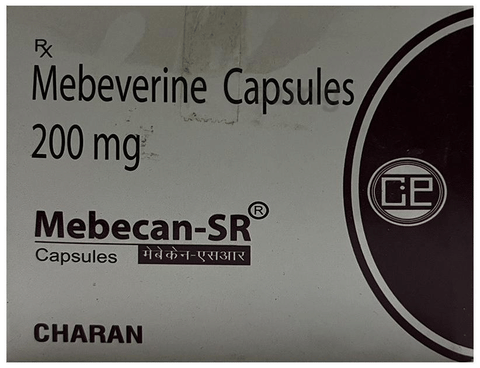 Rx
Mebeverine Capsules
200 mg
Mebecan-SR®
Capsules मेबेकेन-एसआर
CHARAN